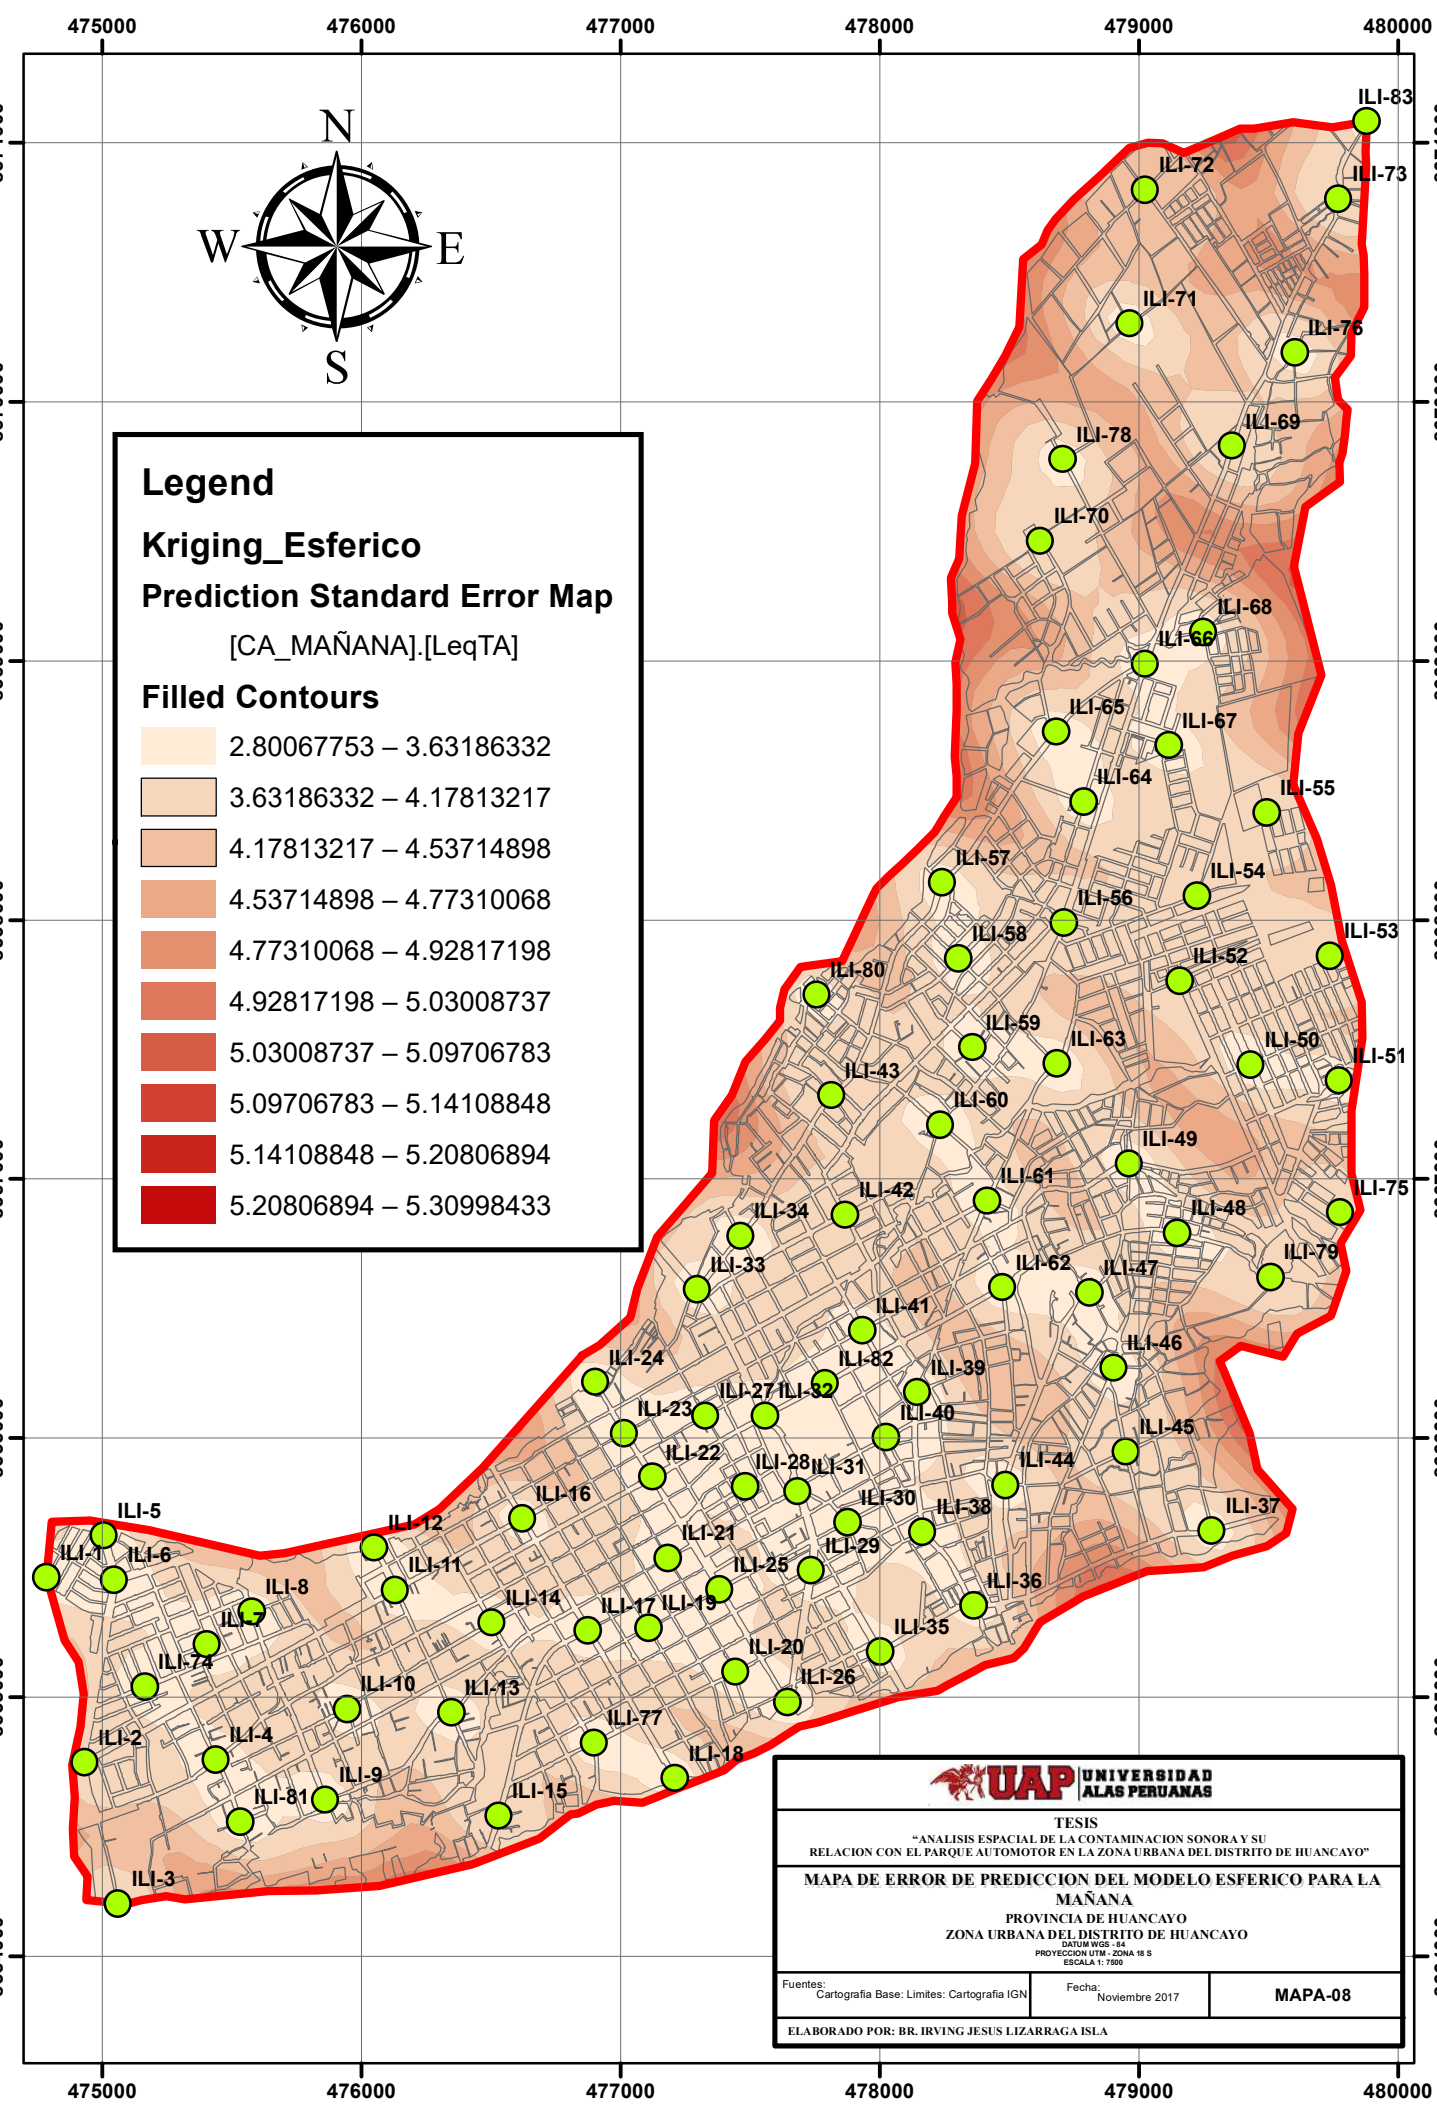 475000 476000 477000 478000 479000 480000
N
W E
S
ILI-83
ILI-72
ILI-73
ILI-71
ILI-76
ILI-69
ILI-78
ILI-70
ILI-68
ILI-66
ILI-65
ILI-67
ILI-64
ILI-55
ILI-57
ILI-54
ILI-56
ILI-53
ILI-58
ILI-52
ILI-80
ILI-59
ILI-63
ILI-50
ILI-51
ILI-43
ILI-60
ILI-49
ILI-61
ILI-75
ILI-42
ILI-34
ILI-48
ILI-79
ILI-33
ILI-62
ILI-47
ILI-41
ILI-46
ILI-24
ILI-82
ILI-39
ILI-27
ILI-32
ILI-23
ILI-40
ILI-45
ILI-22
ILI-28
ILI-31
ILI-44
ILI-16
ILI-30
ILI-38
ILI-37
ILI-5
ILI-12
ILI-21
ILI-29
ILI-1
ILI-6
ILI-11
ILI-25
ILI-8
ILI-36
ILI-7
ILI-14
ILI-17
ILI-19
ILI-35
ILI-74
ILI-20
ILI-10
ILI-13
ILI-26
ILI-2
ILI-4
ILI-77
ILI-18
ILI-81
ILI-9
ILI-15
ILI-3
Legend
Kriging_Esferico
Prediction Standard Error Map
[CA_MAÑANA].[LeqTA]
Filled Contours
2.80067753 – 3.63186332
3.63186332 – 4.17813217
4.17813217 – 4.53714898
4.53714898 – 4.77310068
4.77310068 – 4.92817198
4.92817198 – 5.03008737
5.03008737 – 5.09706783
5.09706783 – 5.14108848
5.14108848 – 5.20806894
5.20806894 – 5.30998433
UAP UNIVERSIDAD
ALAS PERUANAS
TESIS
“ANALISIS ESPACIAL DE LA CONTAMINACION SONORA Y SU
RELACION CON EL PARQUE AUTOMOTOR EN LA ZONA URBANA DEL DISTRITO DE HUANCAYO”
MAPA DE ERROR DE PREDICCION DEL MODELO ESFERICO PARA LA
MAÑANA
PROVINCIA DE HUANCAYO
ZONA URBANA DEL DISTRITO DE HUANCAYO
DATUM WGS - 84
PROYECCION UTM - ZONA 18 S
ESCALA 1: 7500
Fuentes:
Cartografia Base: Limites: Cartografia IGN
Fecha:
Noviembre 2017
MAPA-08
ELABORADO POR: BR. IRVING JESUS LIZARRAGA ISLA
475000 476000 477000 478000 479000 480000